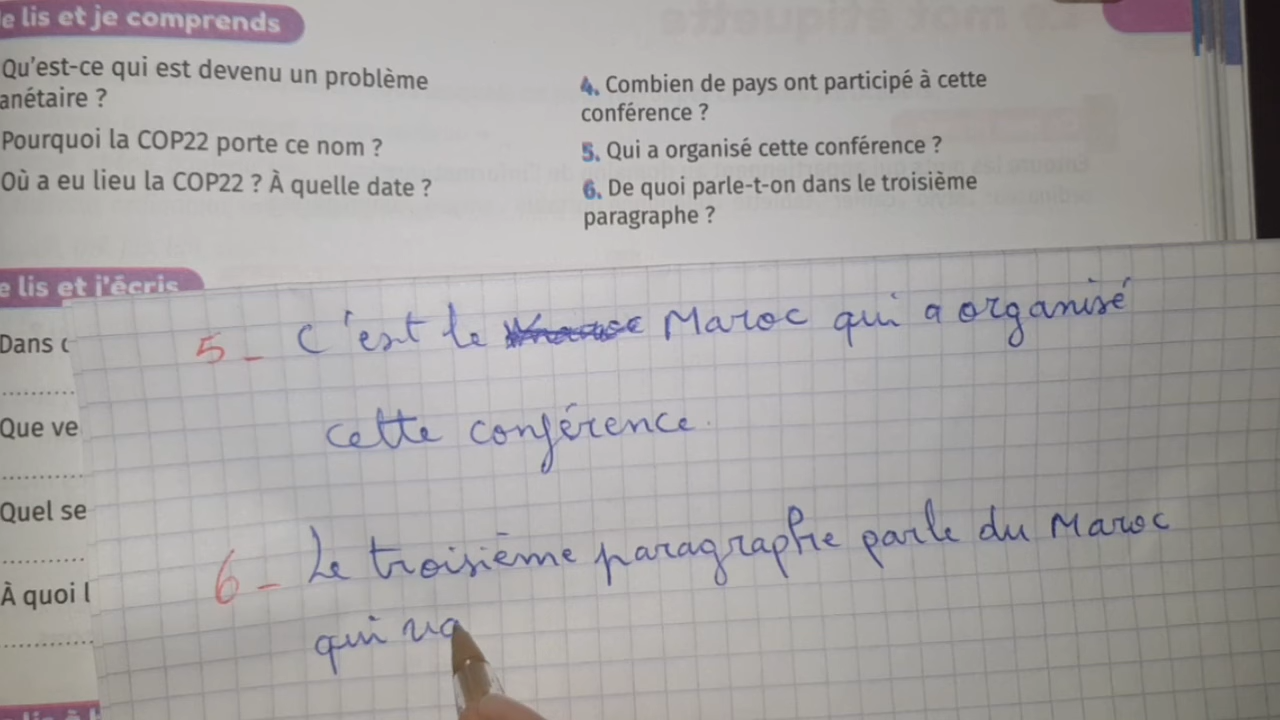 e lis et je comprends
Qu'est-ce qui est devenu un problème
anétaire ?
Pourquoi la COP22 porte ce nom ?
Où a eu lieu la COP22 ? À quelle date ?
4. Combien de pays ont participé à cette
conférence ?
5. Qui a organisé cette conférence ?
6. De quoi parle-t-on dans le troisième
paragraphe ?
e lis et j'écris
Dans
Que ve
Quel se
À quoi l
5- C'est le Maroc qui a organisé
cette conférence.
6- Le troisième paragraphe parle du Maroc
qui va